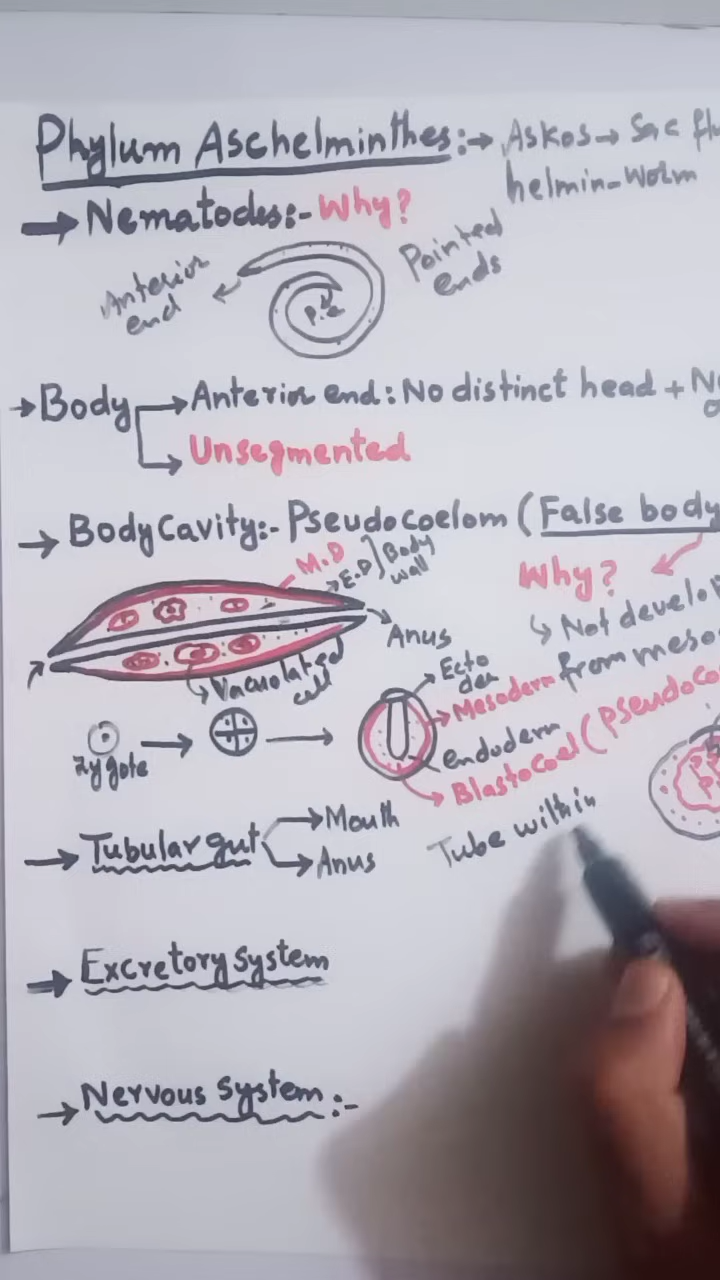 Phylum Aschelminthes:→ Askos → Sac
helmin-Worm
→ Nematodes:- Why?
Anterior end
Pointed ends
P.e
→ Body → Anterior end: No distinct head +
→ Unsegmented
→ Body Cavity:- Pseudocoelom (False body
M.D
E.D } Body wall
Why?
↳ Not develo
from meso
Anus
Vacuolated cell
Ecto der
Mesoderm
endoderm
Blastocoel (Pseudoco
Zygote
→ Tubular gut → Mouth
→ Anus
Tube within
→ Excretory system
→ Nervous system:-